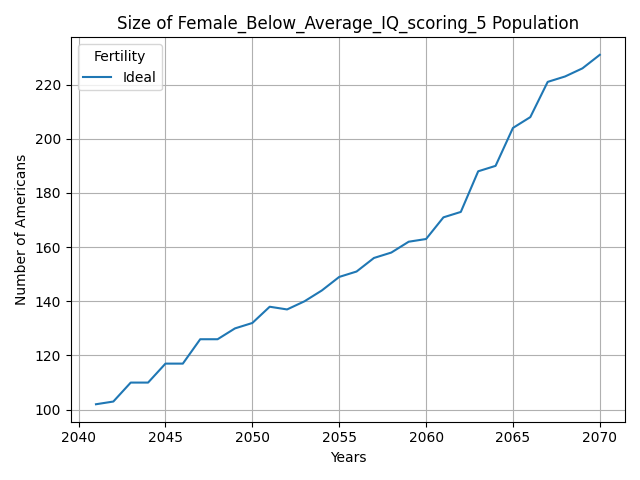 Size of Female_Below_Average_IQ_scoring_5 Population
Fertility
Ideal
Number of Americans
220
200
180
160
140
120
100
2040 2045 2050 2055 2060 2065 2070
Years